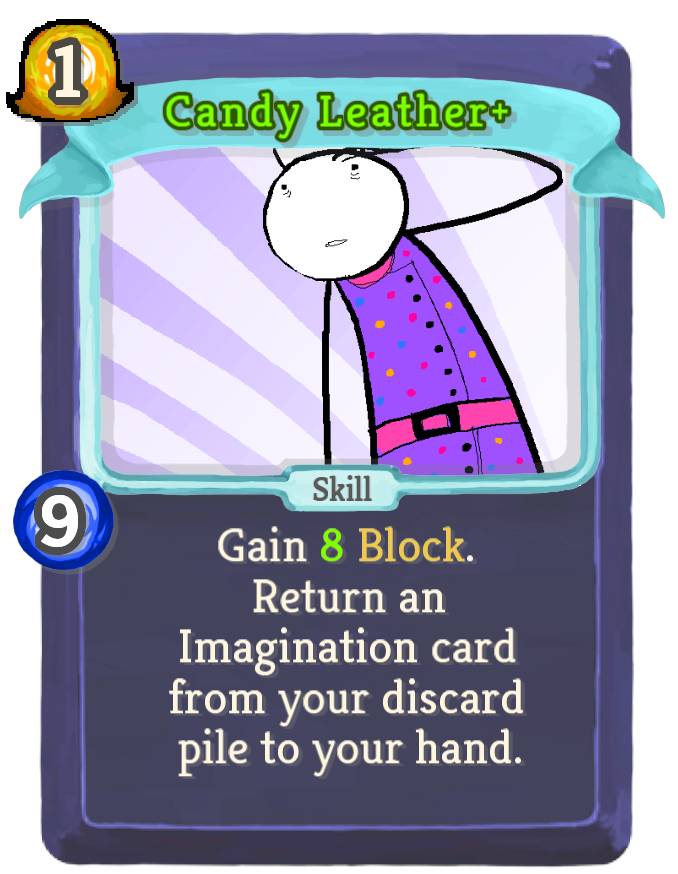 1
Candy Leather+
Skill
9
Gain 8 Block.
Return an
Imagination card
from your discard
pile to your hand.